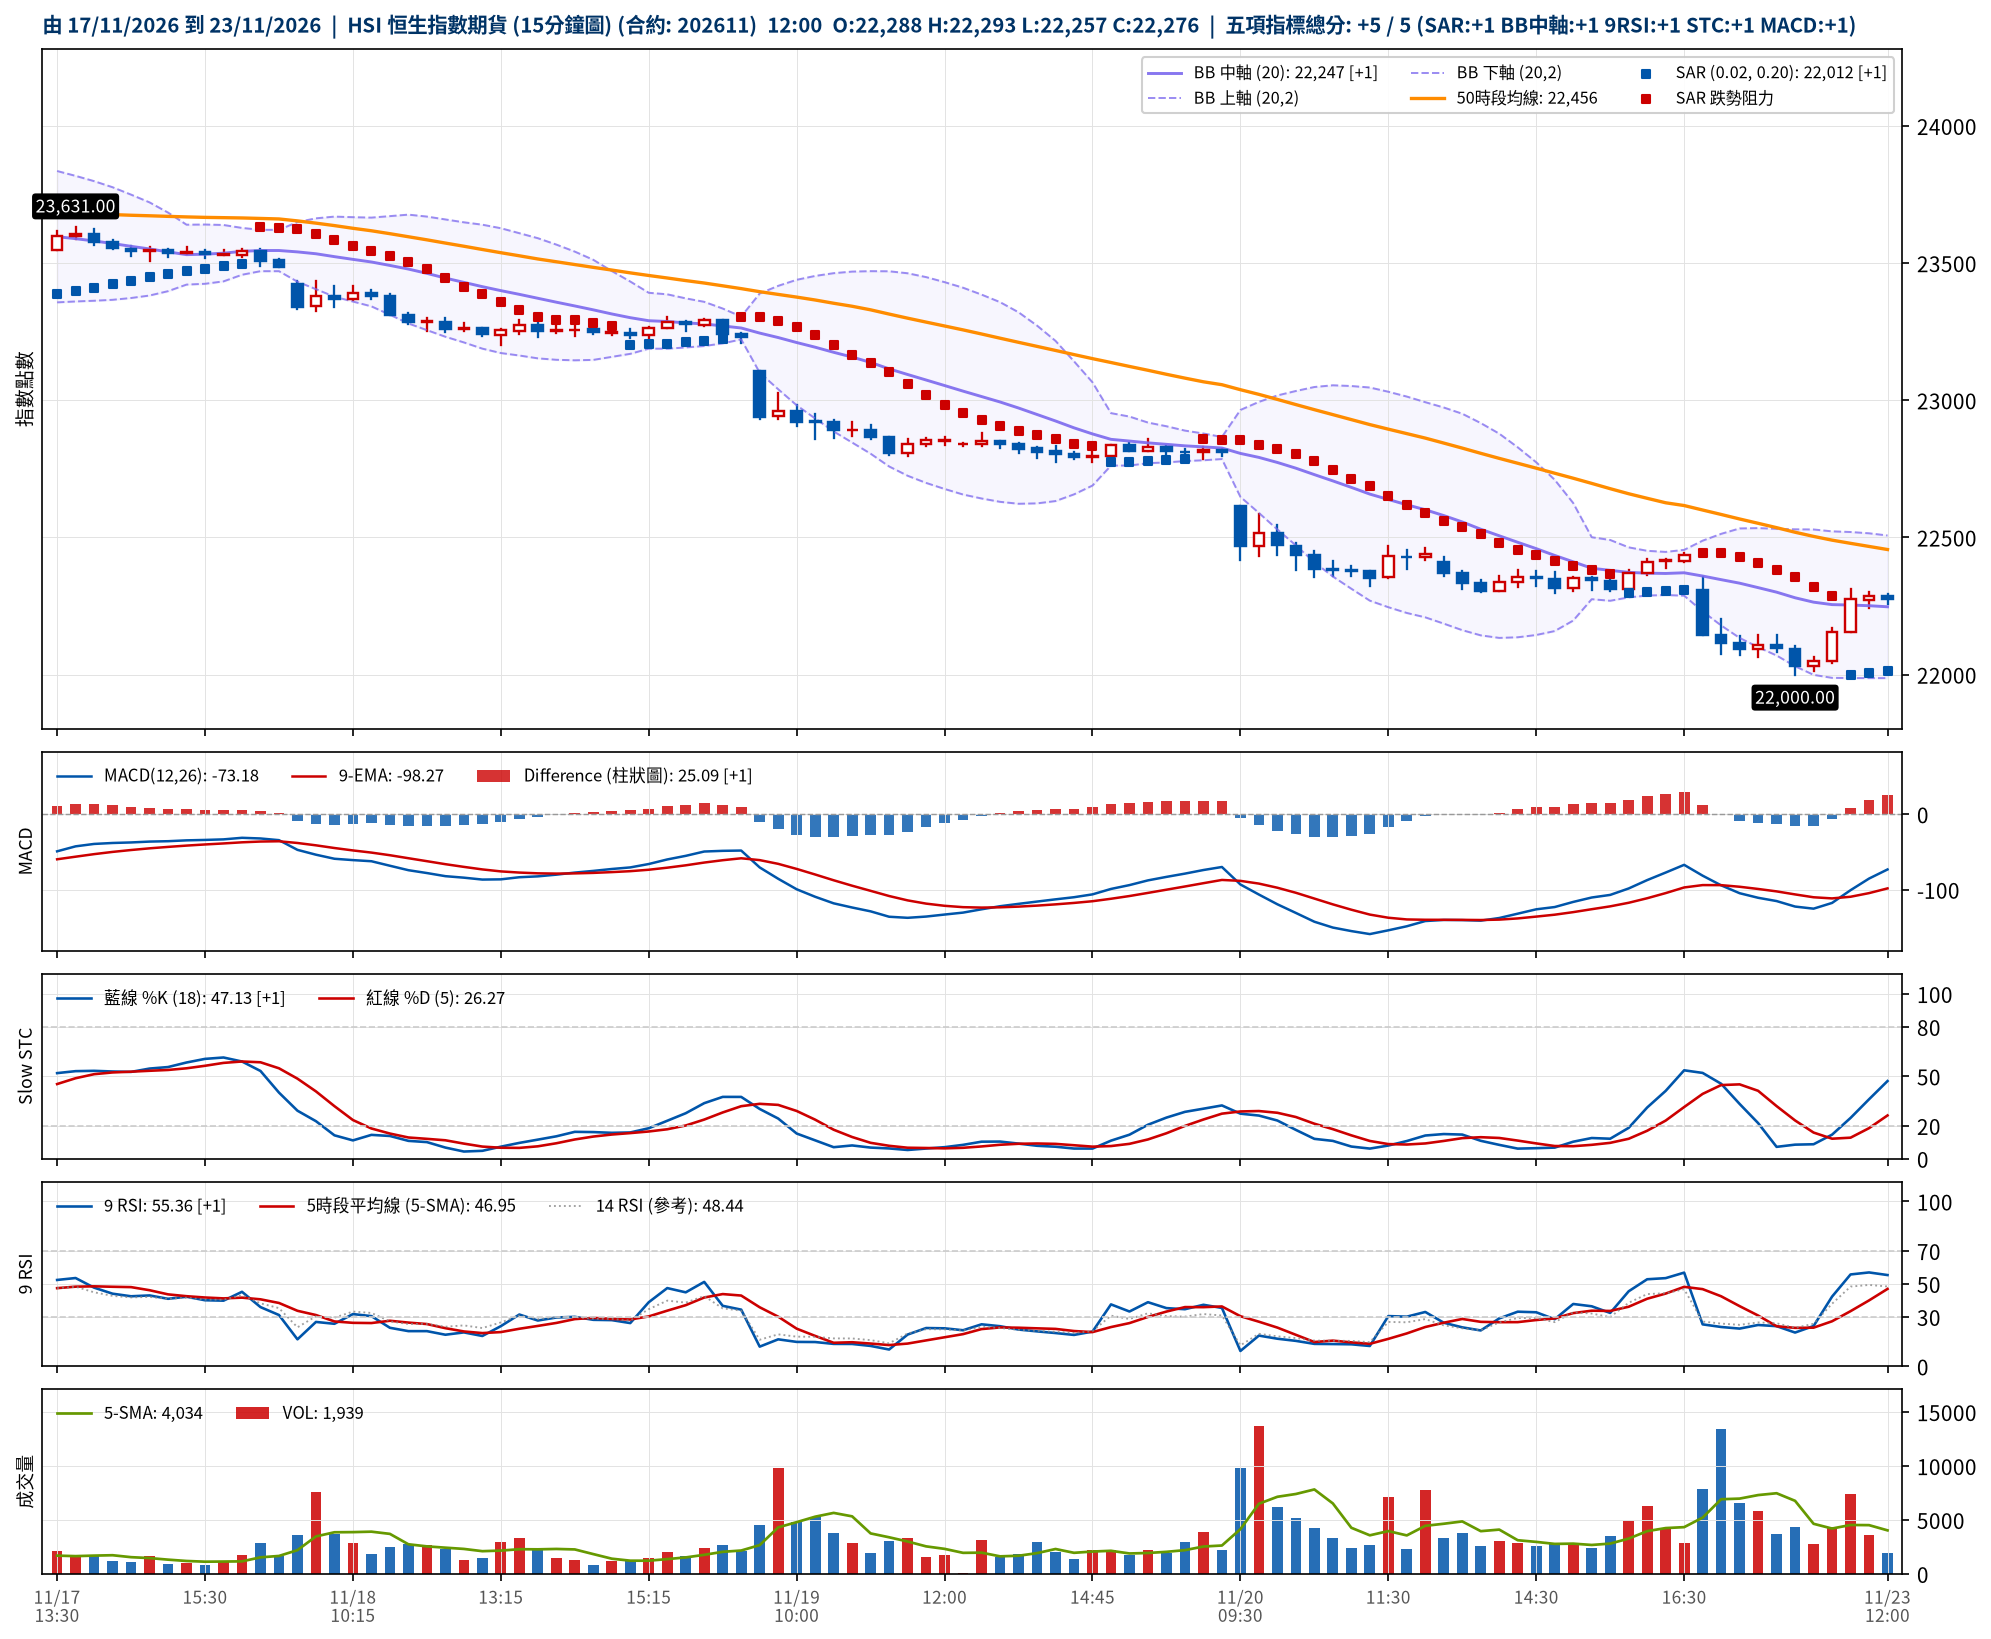 由 17/11/2026 到 23/11/2026 | HSI 恒生指數期貨 (15分鐘圖) (合約: 202611) 12:00 O:22,288 H:22,293 L:22,257 C:22,276 | 五項指標總分: +5 / 5 (SAR:+1 BB中軸:+1 9RSI:+1 STC:+1 MACD:+1)
BB 中軸 (20): 22,247 [+1]
BB 上軸 (20,2)
BB 下軸 (20,2)
50時段均線: 22,456
SAR (0.02, 0.20): 22,012 [+1]
SAR 跌勢阻力
24000
23500
23000
22500
22000
指數點數
23,631.00
22,000.00
MACD(12,26): -73.18
9-EMA: -98.27
Difference (柱狀圖): 25.09 [+1]
0
-100
MACD
藍線 %K (18): 47.13 [+1]
紅線 %D (5): 26.27
100
80
50
20
0
Slow STC
9 RSI: 55.36 [+1]
5時段平均線 (5-SMA): 46.95
14 RSI (參考): 48.44
100
70
50
30
0
9 RSI
5-SMA: 4,034
VOL: 1,939
15000
10000
5000
0
成交量
11/17
13:30
15:30
11/18
10:15
13:15
15:15
11/19
10:00
12:00
14:45
11/20
09:30
11:30
14:30
16:30
11/23
12:00